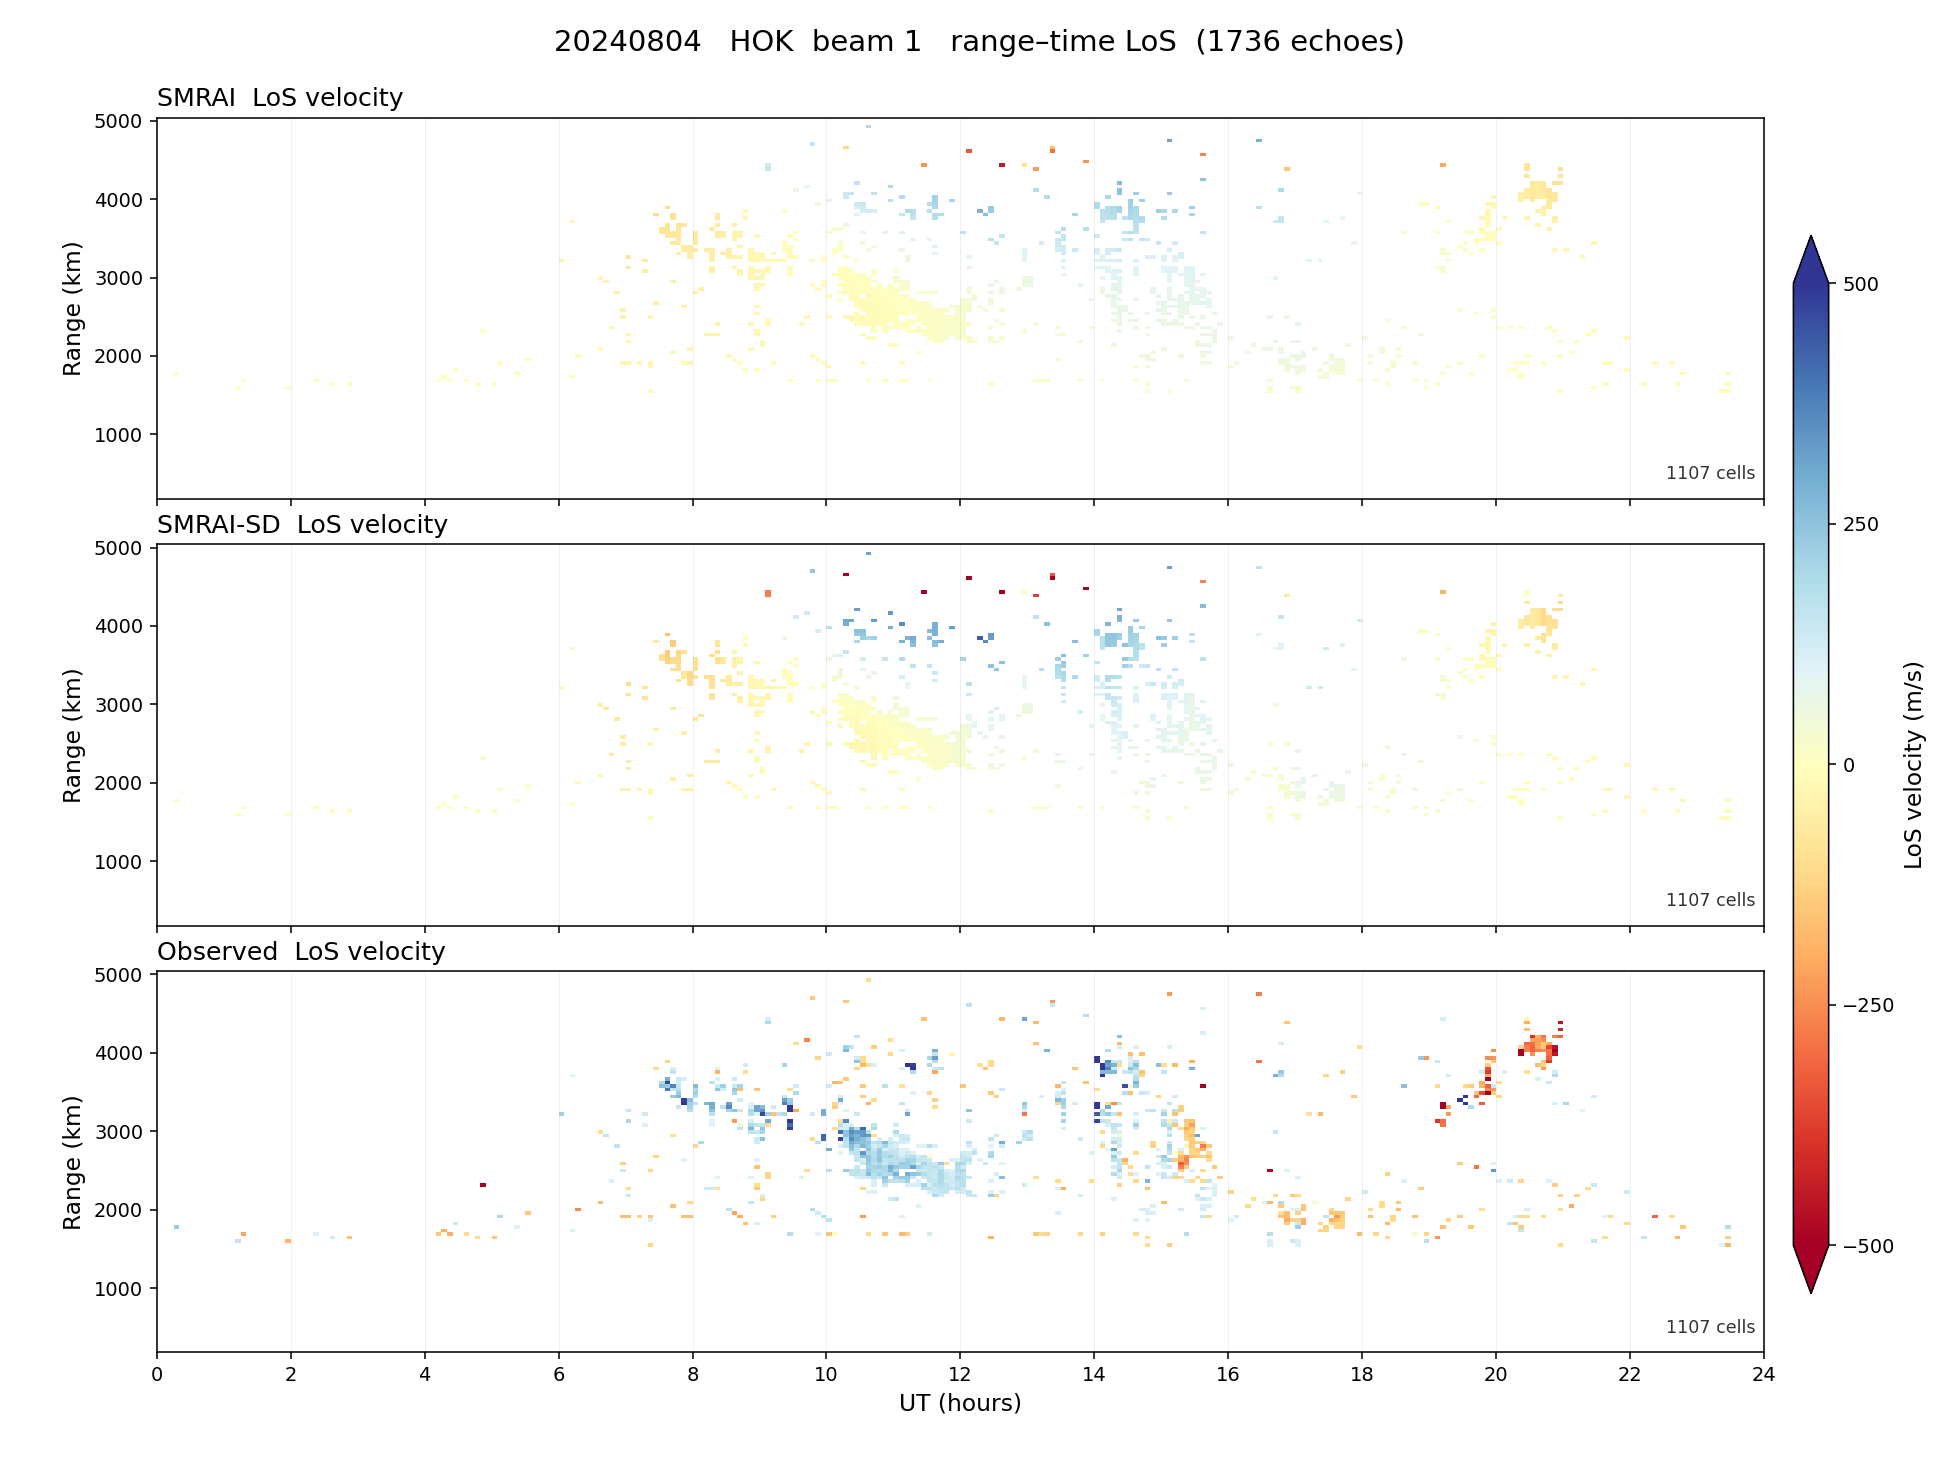 20240804   HOK  beam 1   range–time LoS  (1736 echoes)
SMRAI  LoS velocity
5000
4000
3000
2000
1000
Range (km)
1107 cells
SMRAI-SD  LoS velocity
5000
4000
3000
2000
1000
Range (km)
1107 cells
Observed  LoS velocity
5000
4000
3000
2000
1000
Range (km)
1107 cells
0 2 4 6 8 10 12 14 16 18 20 22 24
UT (hours)
500
250
0
−250
−500
LoS velocity (m/s)